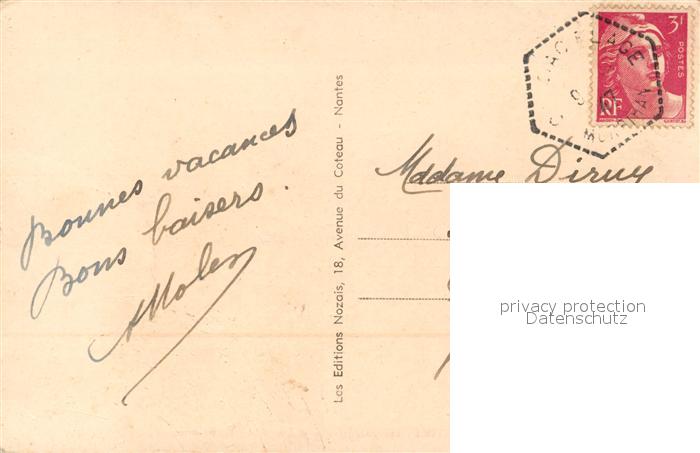 Bonnes vacances
Bons baisers.
Les Editions Nozais, 18, Avenue du Coteau - Nantes
3F
POSTES
RF
MORBIHAN
Madame
privacy protection
Datenschutz